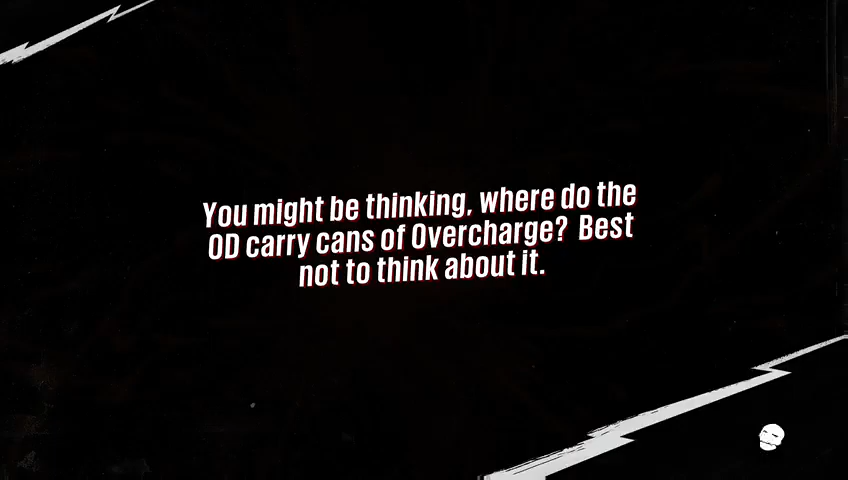 You might be thinking, where do the
OD carry cans of Overcharge? Best
not to think about it.